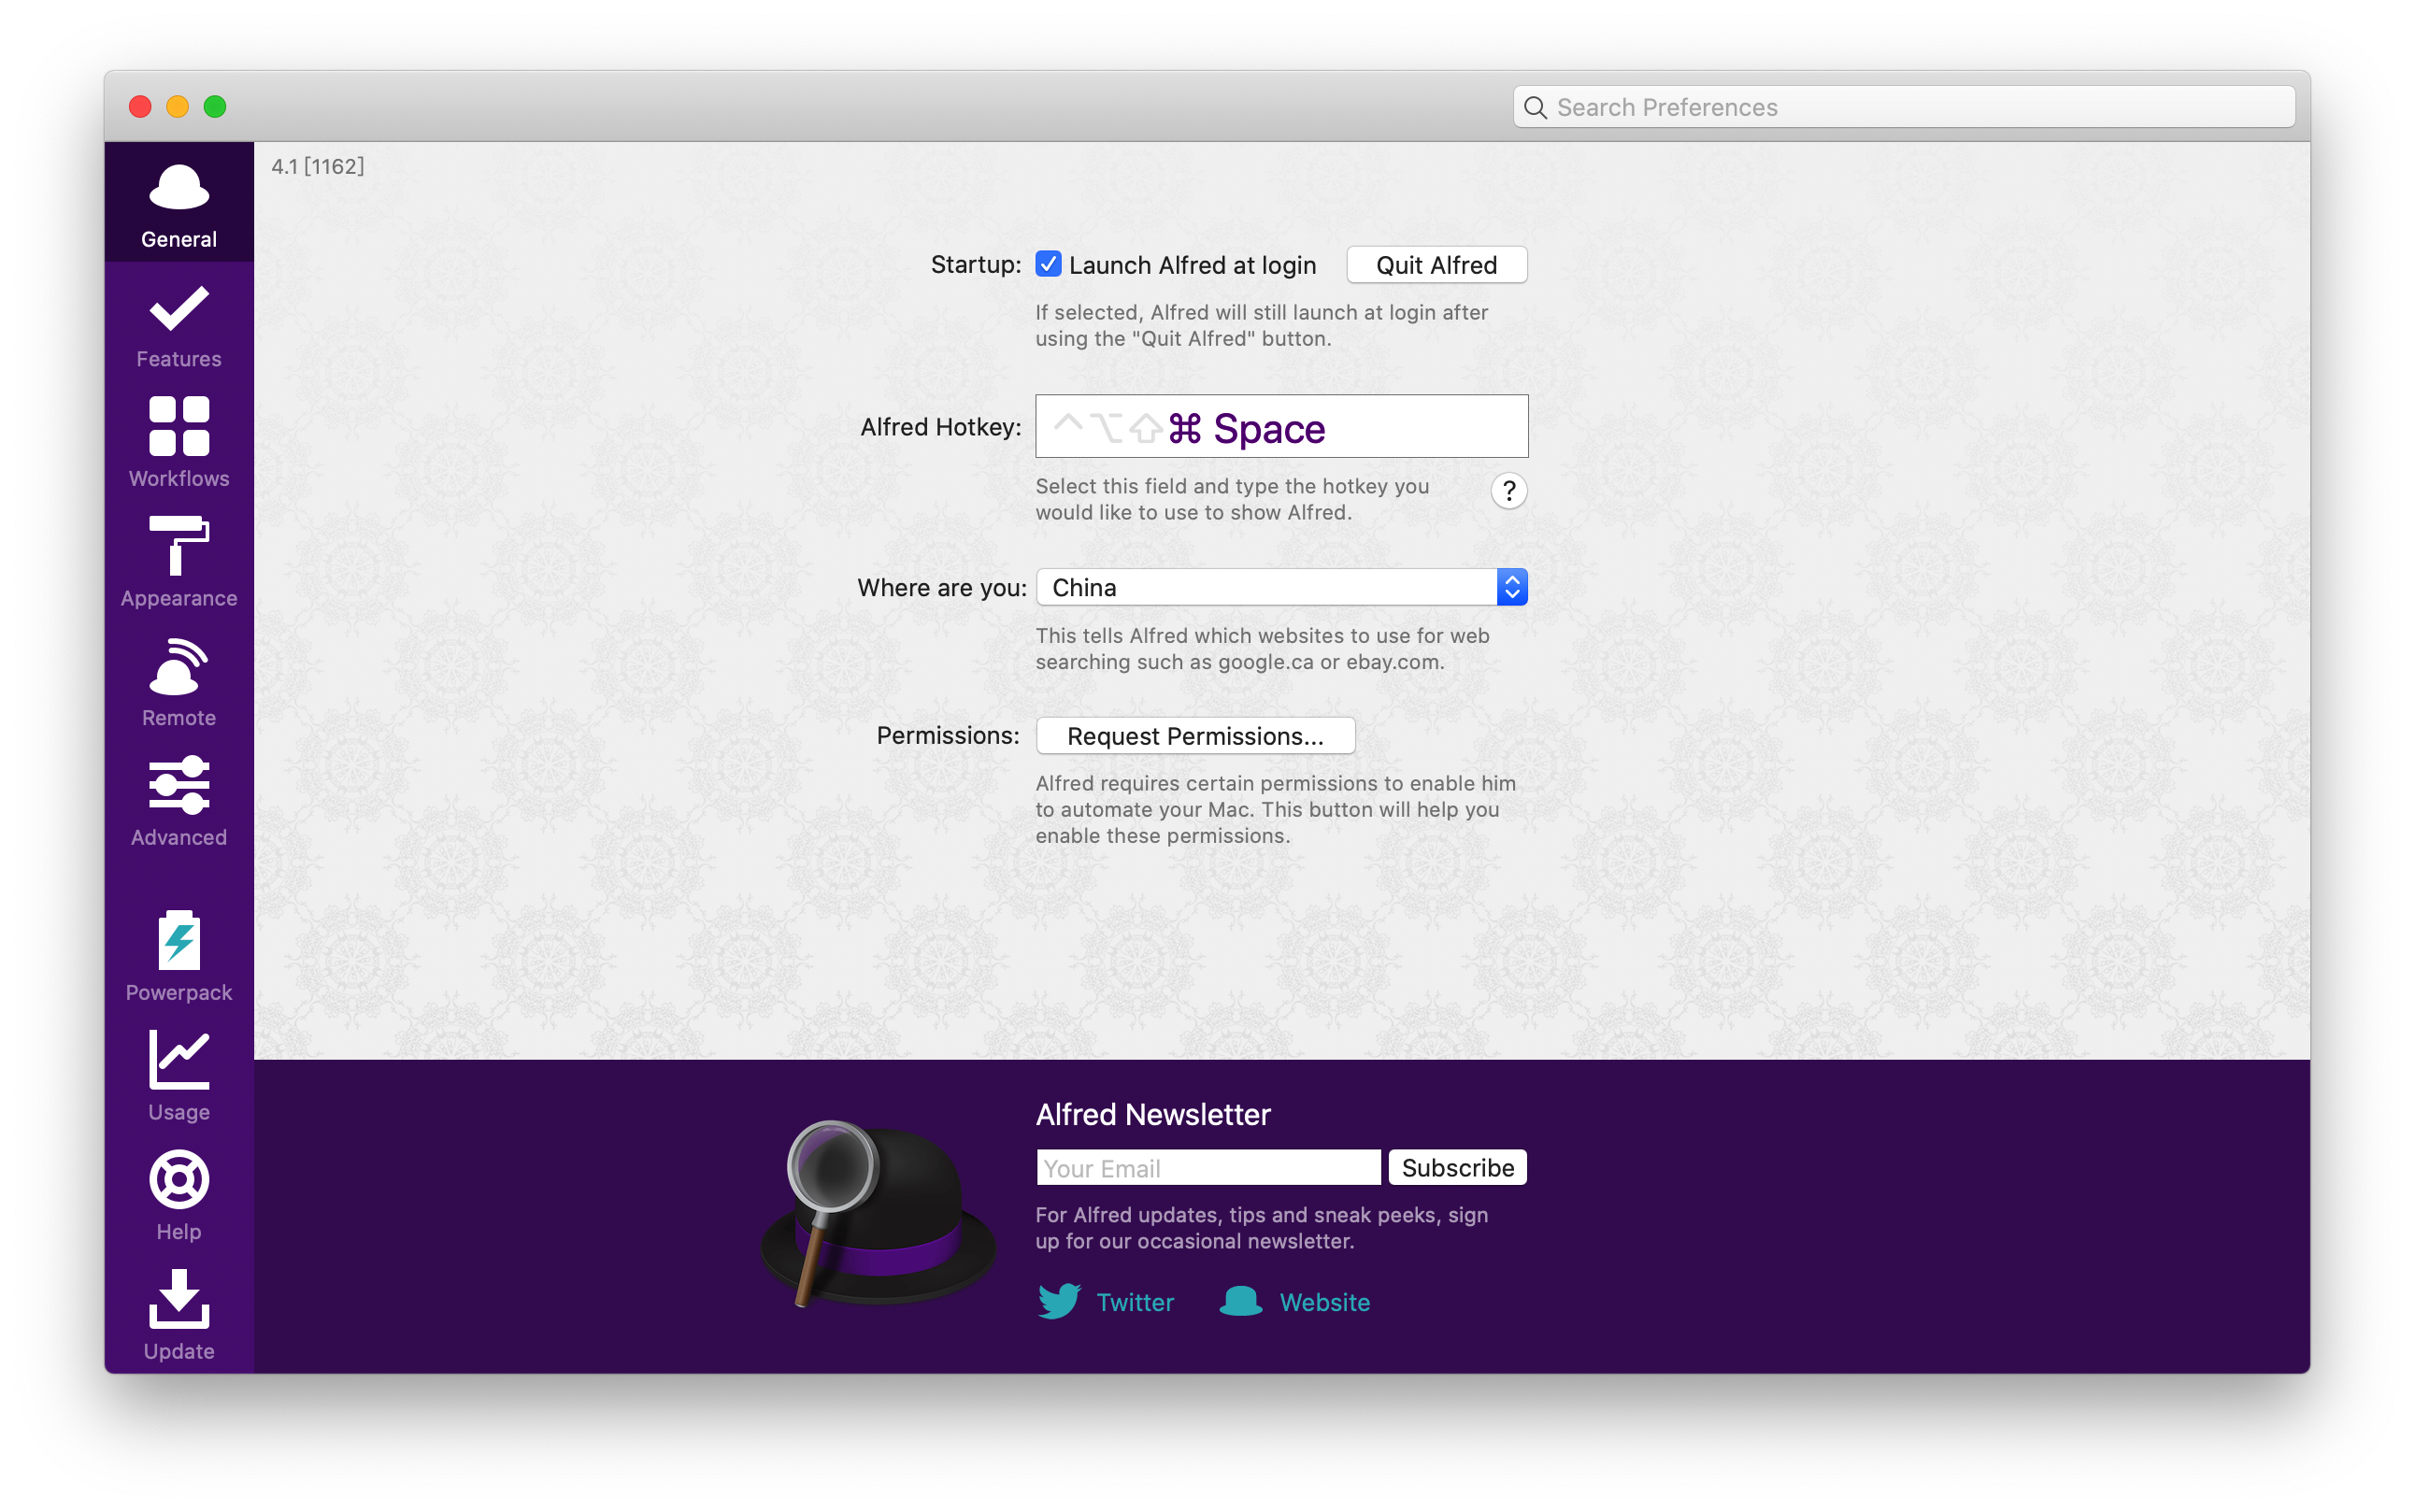 Search Preferences
4.1 [1162]
General
Features
Workflows
Appearance
Remote
Advanced
Powerpack
Usage
Help
Update
Startup: Launch Alfred at login Quit Alfred
If selected, Alfred will still launch at login after
using the "Quit Alfred" button.
Alfred Hotkey: ^⌥⇧⌘ Space
Select this field and type the hotkey you
would like to use to show Alfred.
?
Where are you: China
This tells Alfred which websites to use for web
searching such as google.ca or ebay.com.
Permissions: Request Permissions...
Alfred requires certain permissions to enable him
to automate your Mac. This button will help you
enable these permissions.
Alfred Newsletter
Your Email Subscribe
For Alfred updates, tips and sneak peeks, sign
up for our occasional newsletter.
Twitter Website